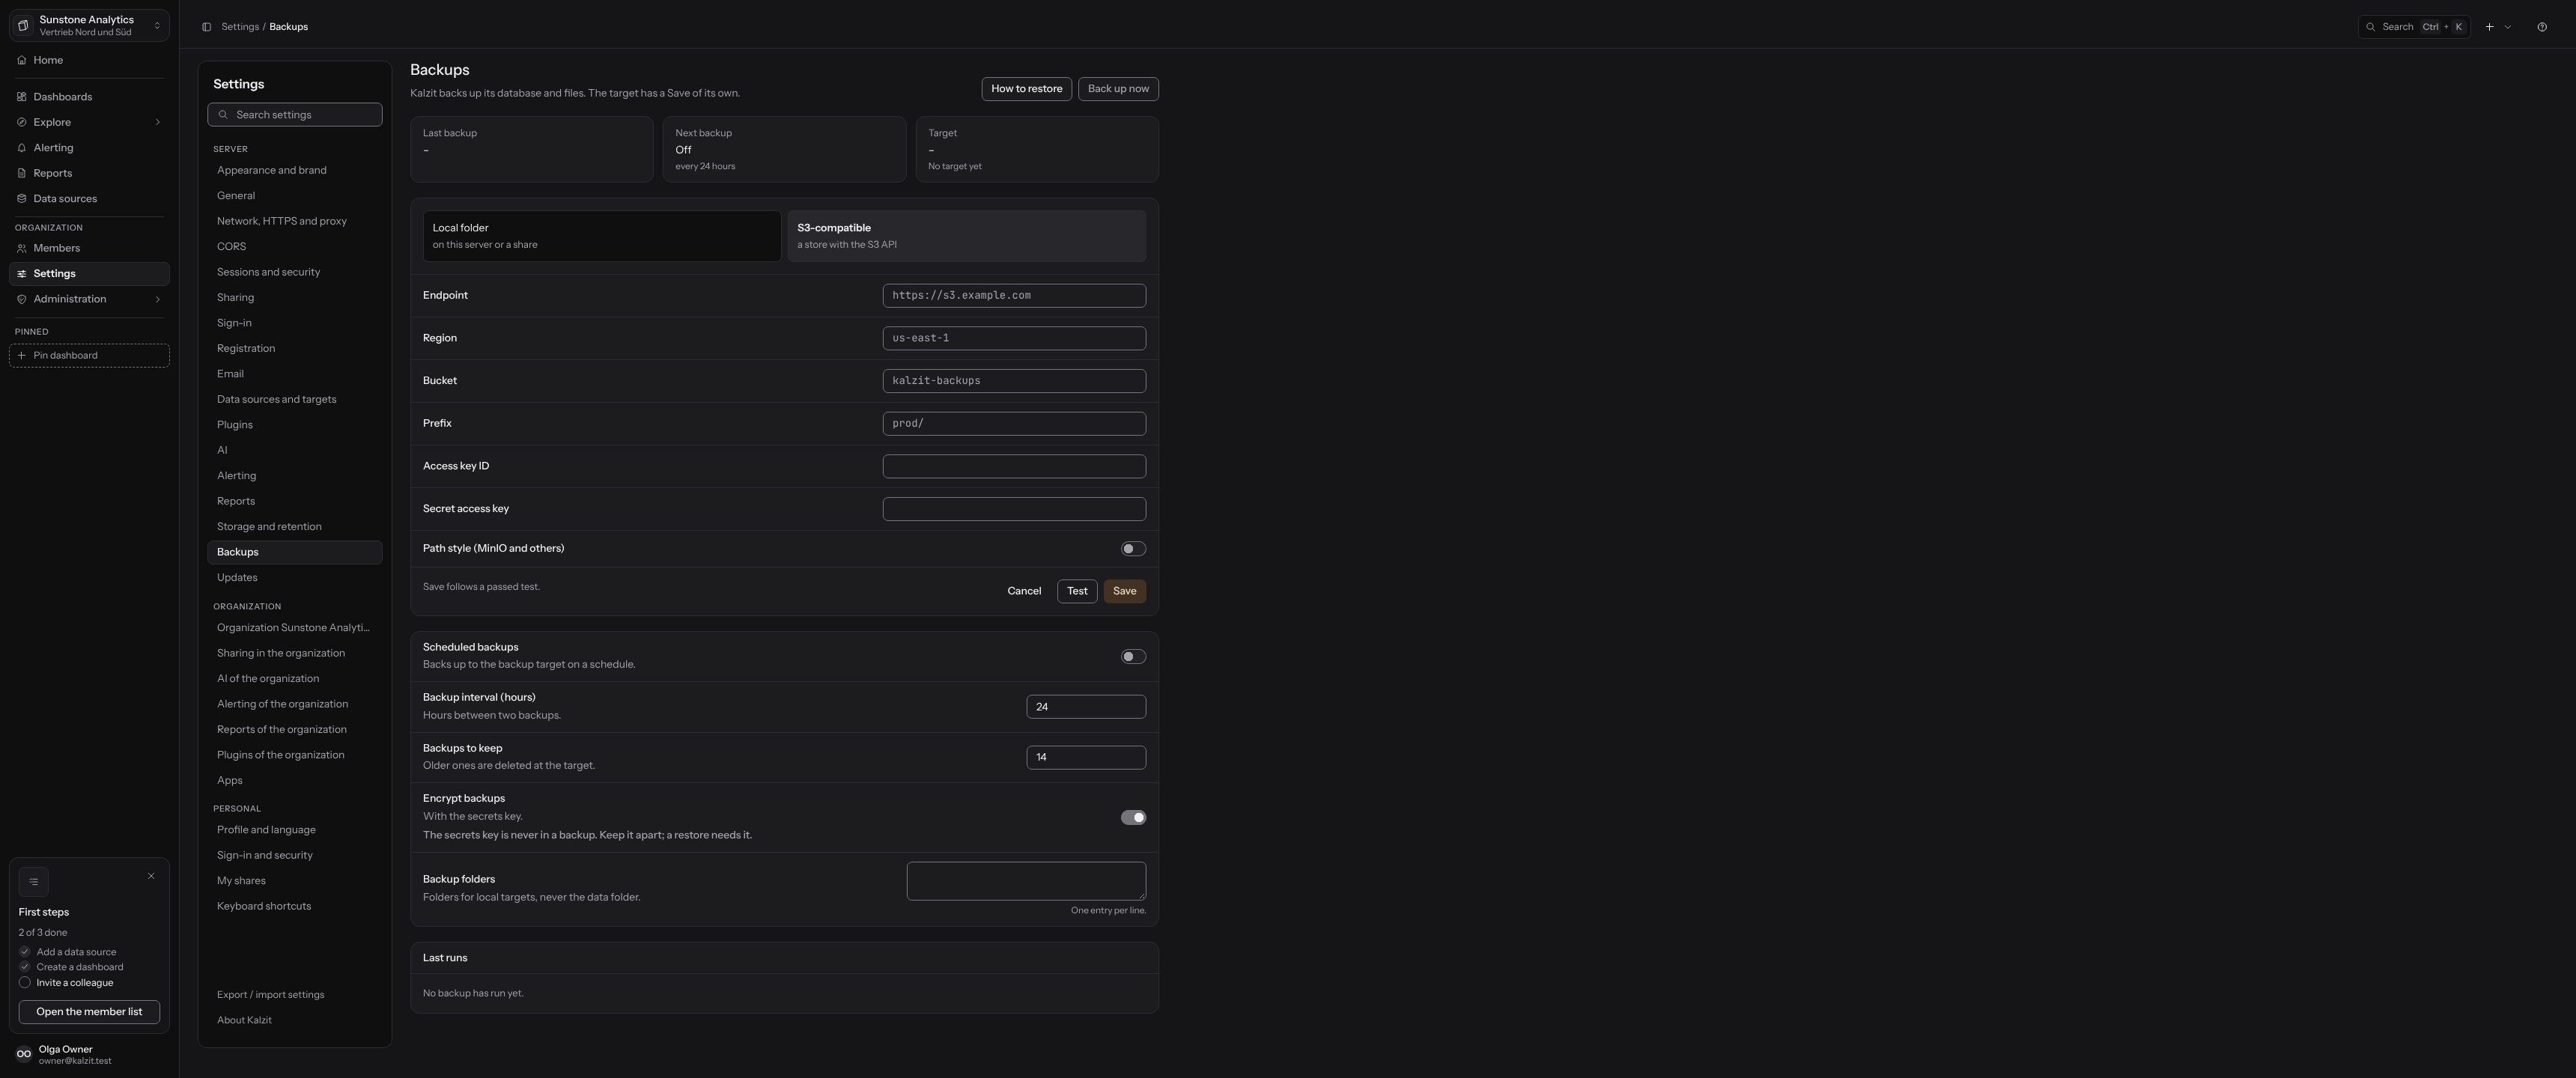 Sunstone Analytics
Vertrieb Nord und Süd
Home
Dashboards
Explore
Alerting
Reports
Data sources
ORGANIZATION
Members
Settings
Administration
PINNED
Pin dashboard
First steps
2 of 3 done
Add a data source
Create a dashboard
Invite a colleague
Open the member list
OO
Olga Owner
owner@kalzit.test
Settings / Backups
Search Ctrl + K
Settings
Search settings
SERVER
Appearance and brand
General
Network, HTTPS and proxy
CORS
Sessions and security
Sharing
Sign-in
Registration
Email
Data sources and targets
Plugins
AI
Alerting
Reports
Storage and retention
Backups
Updates
ORGANIZATION
Organization Sunstone Analyti...
Sharing in the organization
AI of the organization
Alerting of the organization
Reports of the organization
Plugins of the organization
Apps
PERSONAL
Profile and language
Sign-in and security
My shares
Keyboard shortcuts
Export / import settings
About Kalzit
Backups
Kalzit backs up its database and files. The target has a Save of its own.
How to restore
Back up now
Last backup
–
Next backup
Off
every 24 hours
Target
–
No target yet
Local folder
on this server or a share
S3-compatible
a store with the S3 API
Endpoint
https://s3.example.com
Region
us-east-1
Bucket
kalzit-backups
Prefix
prod/
Access key ID
Secret access key
Path style (MinIO and others)
Save follows a passed test.
Cancel
Test
Save
Scheduled backups
Backs up to the backup target on a schedule.
Backup interval (hours)
Hours between two backups.
24
Backups to keep
Older ones are deleted at the target.
14
Encrypt backups
With the secrets key.
The secrets key is never in a backup. Keep it apart; a restore needs it.
Backup folders
Folders for local targets, never the data folder.
One entry per line.
Last runs
No backup has run yet.